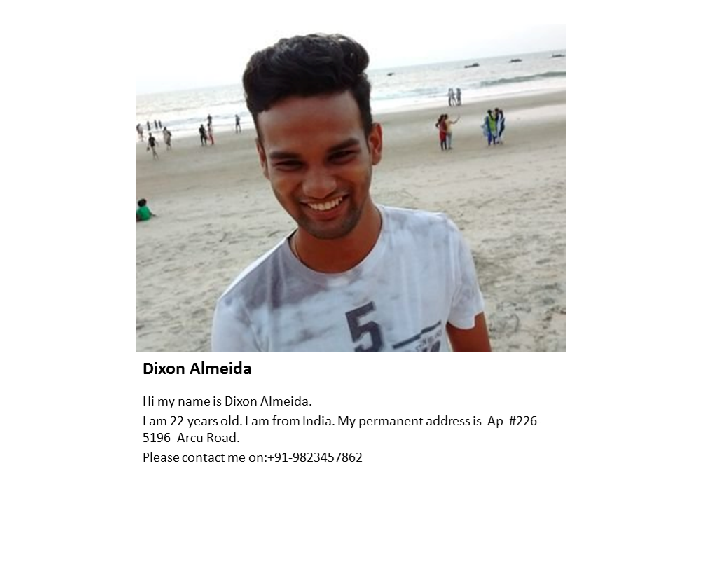 5
Dixon Almeida
Hi my name is Dixon Almeida.
I am 22 years old. I am from India. My permanent address is Ap #226
5196 Arcu Road.
Please contact me on:+91-9823457862